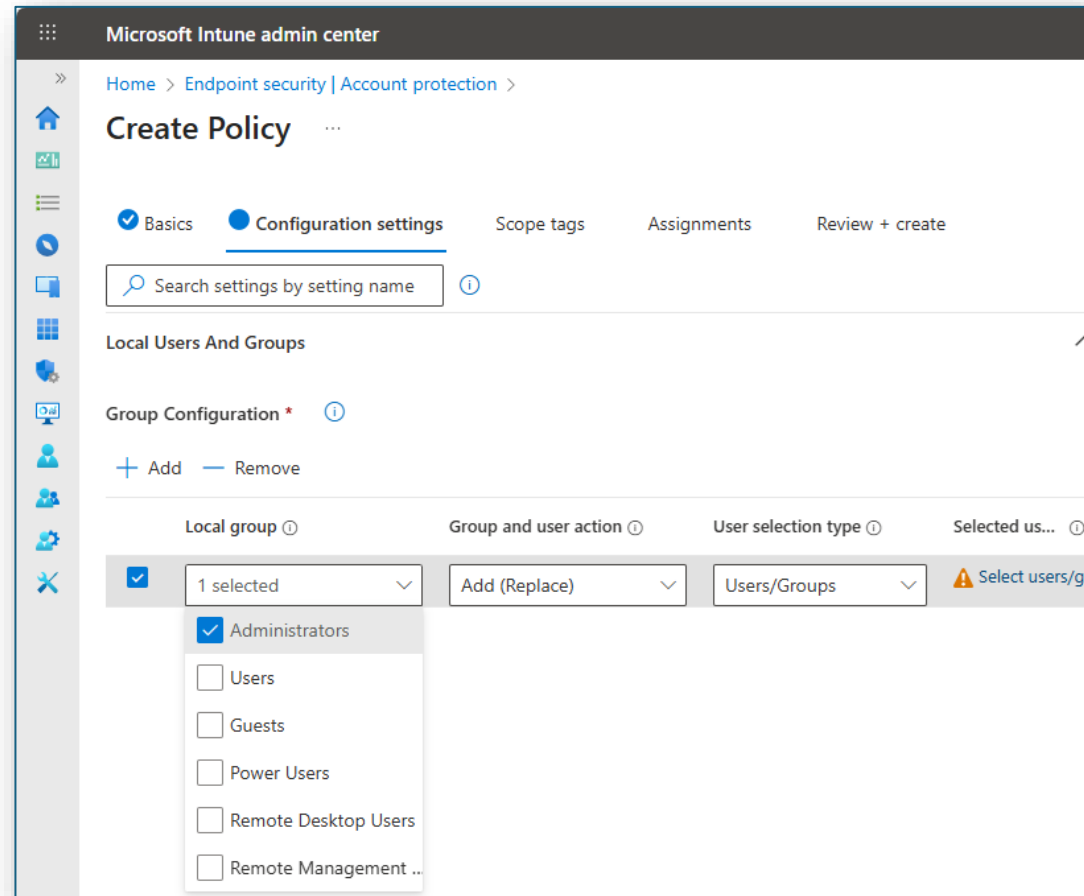 Microsoft Intune admin center
Home > Endpoint security | Account protection >
Create Policy ...
Basics Configuration settings Scope tags Assignments Review + create
Search settings by setting name
Local Users And Groups
Group Configuration *
+ Add — Remove
Local group Group and user action User selection type Selected us...
1 selected Add (Replace) Users/Groups Select users/g
Administrators
Users
Guests
Power Users
Remote Desktop Users
Remote Management ...